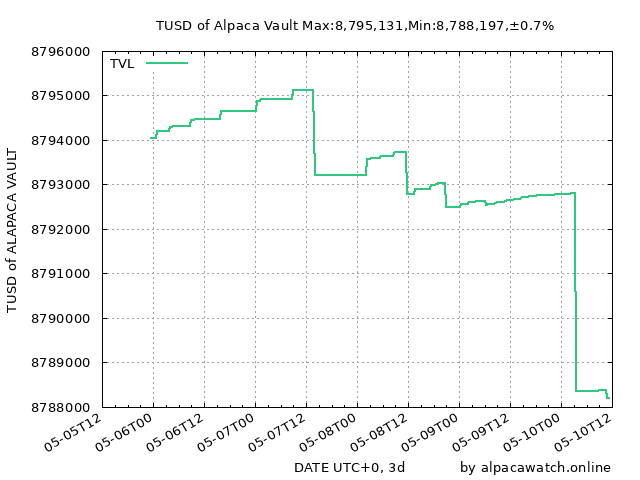 TUSD of Alpaca Vault Max:8,795,131,Min:8,788,197,±0.7%
TVL
8796000
8795000
8794000
8793000
8792000
8791000
8790000
8789000
8788000
TUSD of ALAPACA VAULT
05-05T12
05-06T00
05-06T12
05-07T00
05-07T12
05-08T00
05-08T12
05-09T00
05-09T12
05-10T00
05-10T12
DATE UTC+0, 3d
by alpacawatch.online